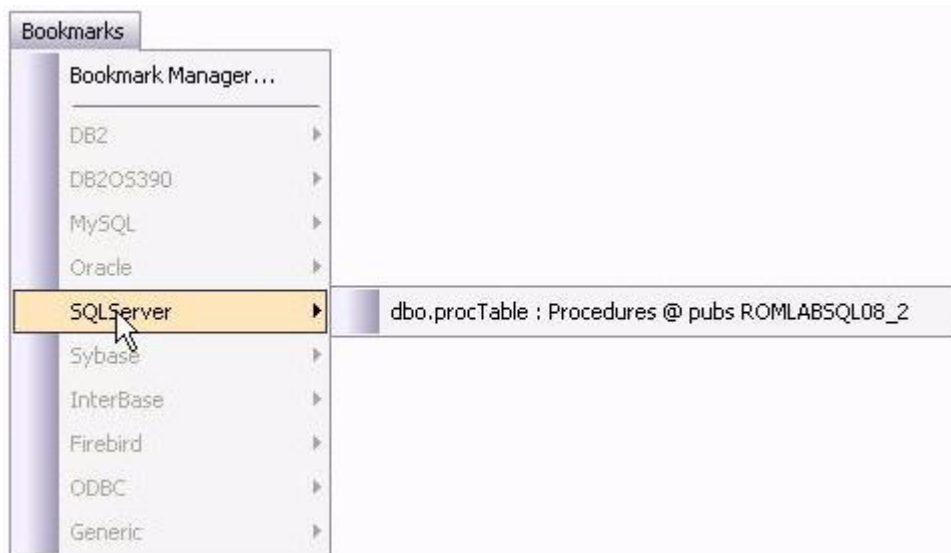 Bookmarks
Bookmark Manager...
DB2
DB2OS390
MySQL
Oracle
SQLServer
dbo.procTable : Procedures @ pubs ROMLABSQL08_2
Sybase
InterBase
Firebird
ODBC
Generic